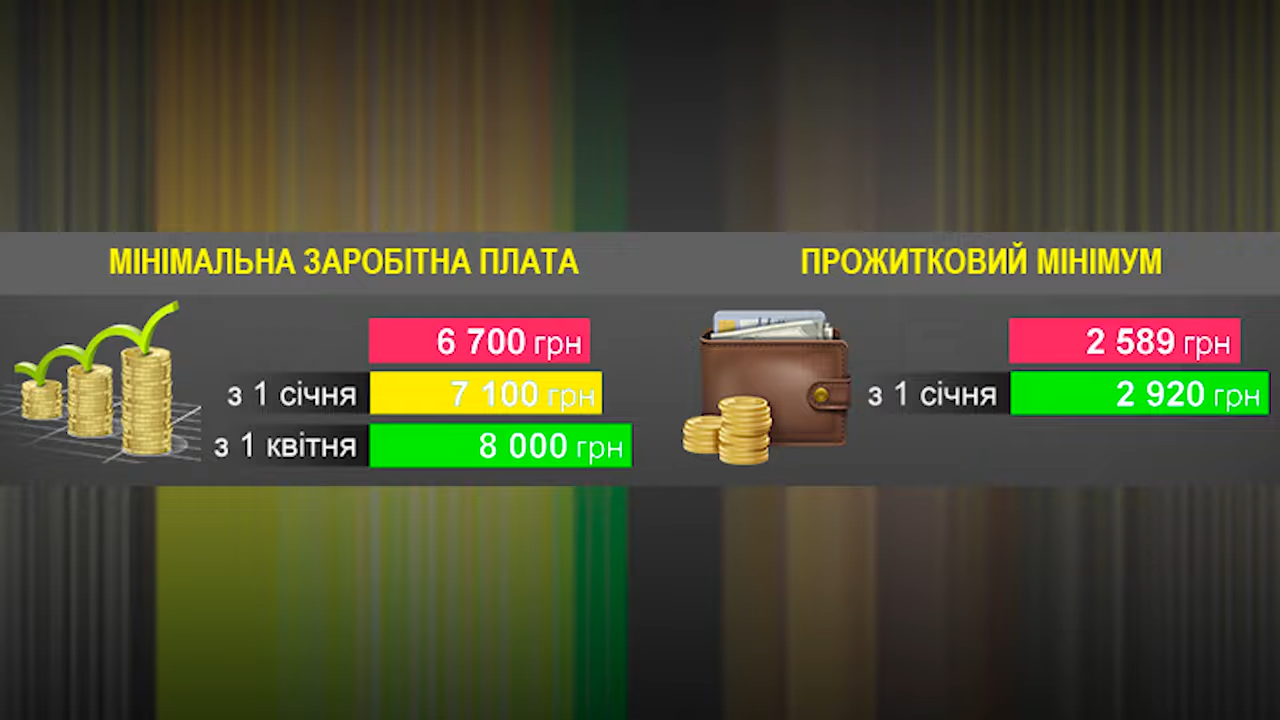 МІНІМАЛЬНА ЗАРОБІТНА ПЛАТА
6 700 грн
з 1 січня 7 100 грн
з 1 квітня 8 000 грн
ПРОЖИТКОВИЙ МІНІМУМ
2 589 грн
з 1 січня 2 920 грн